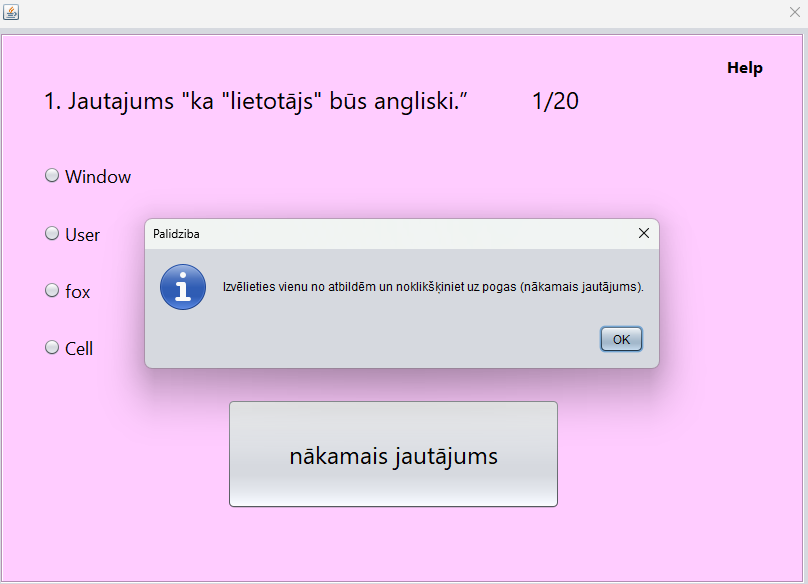 Help
1. Jautajums "ka "lietotājs" būs angliski.” 1/20
Window
User
fox
Cell
Palidziba
Izvēlieties vienu no atbildēm un noklikšķiniet uz pogas (nākamais jautājums).
OK
nākamais jautājums